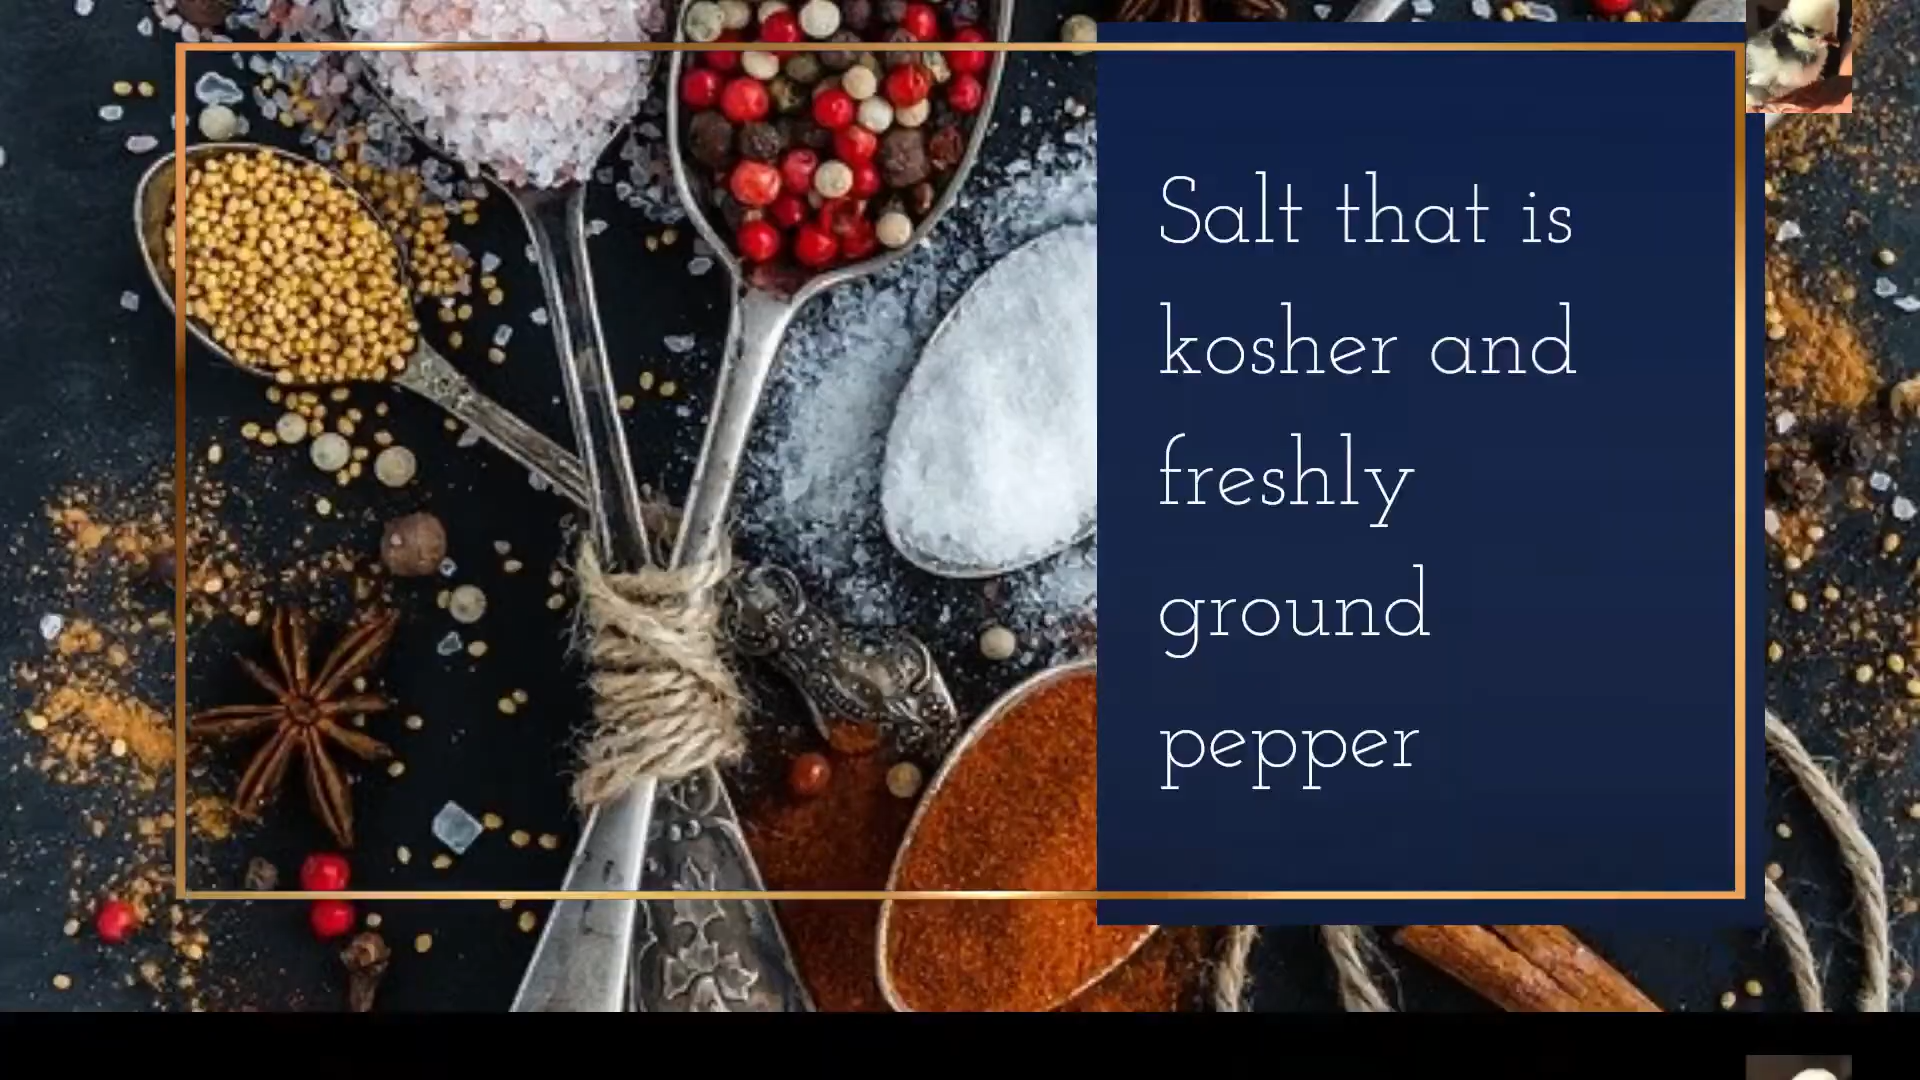 Salt that is
kosher and
freshly
ground
pepper